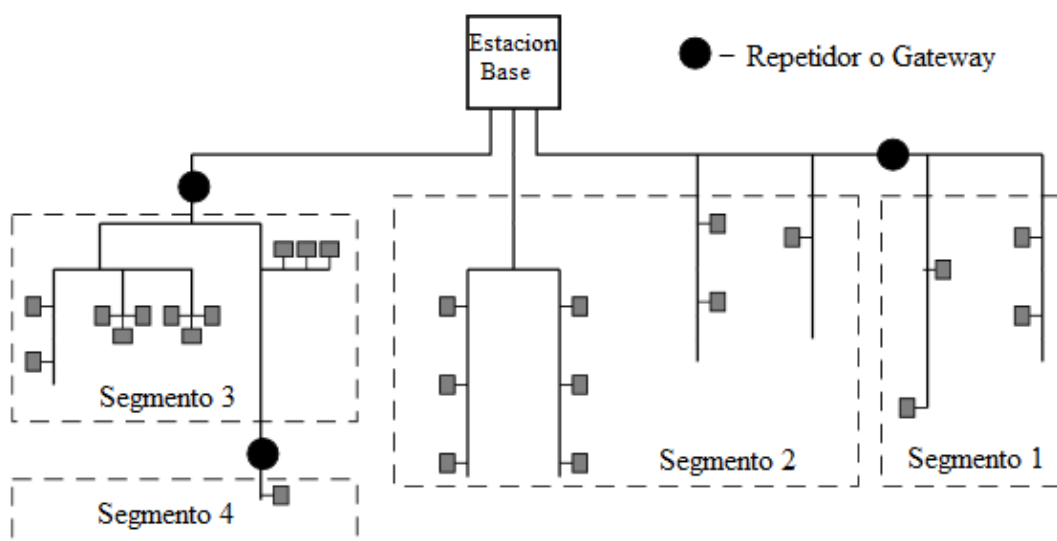 Estacion
Base
– Repetidor o Gateway
Segmento 3
Segmento 2
Segmento 1
Segmento 4